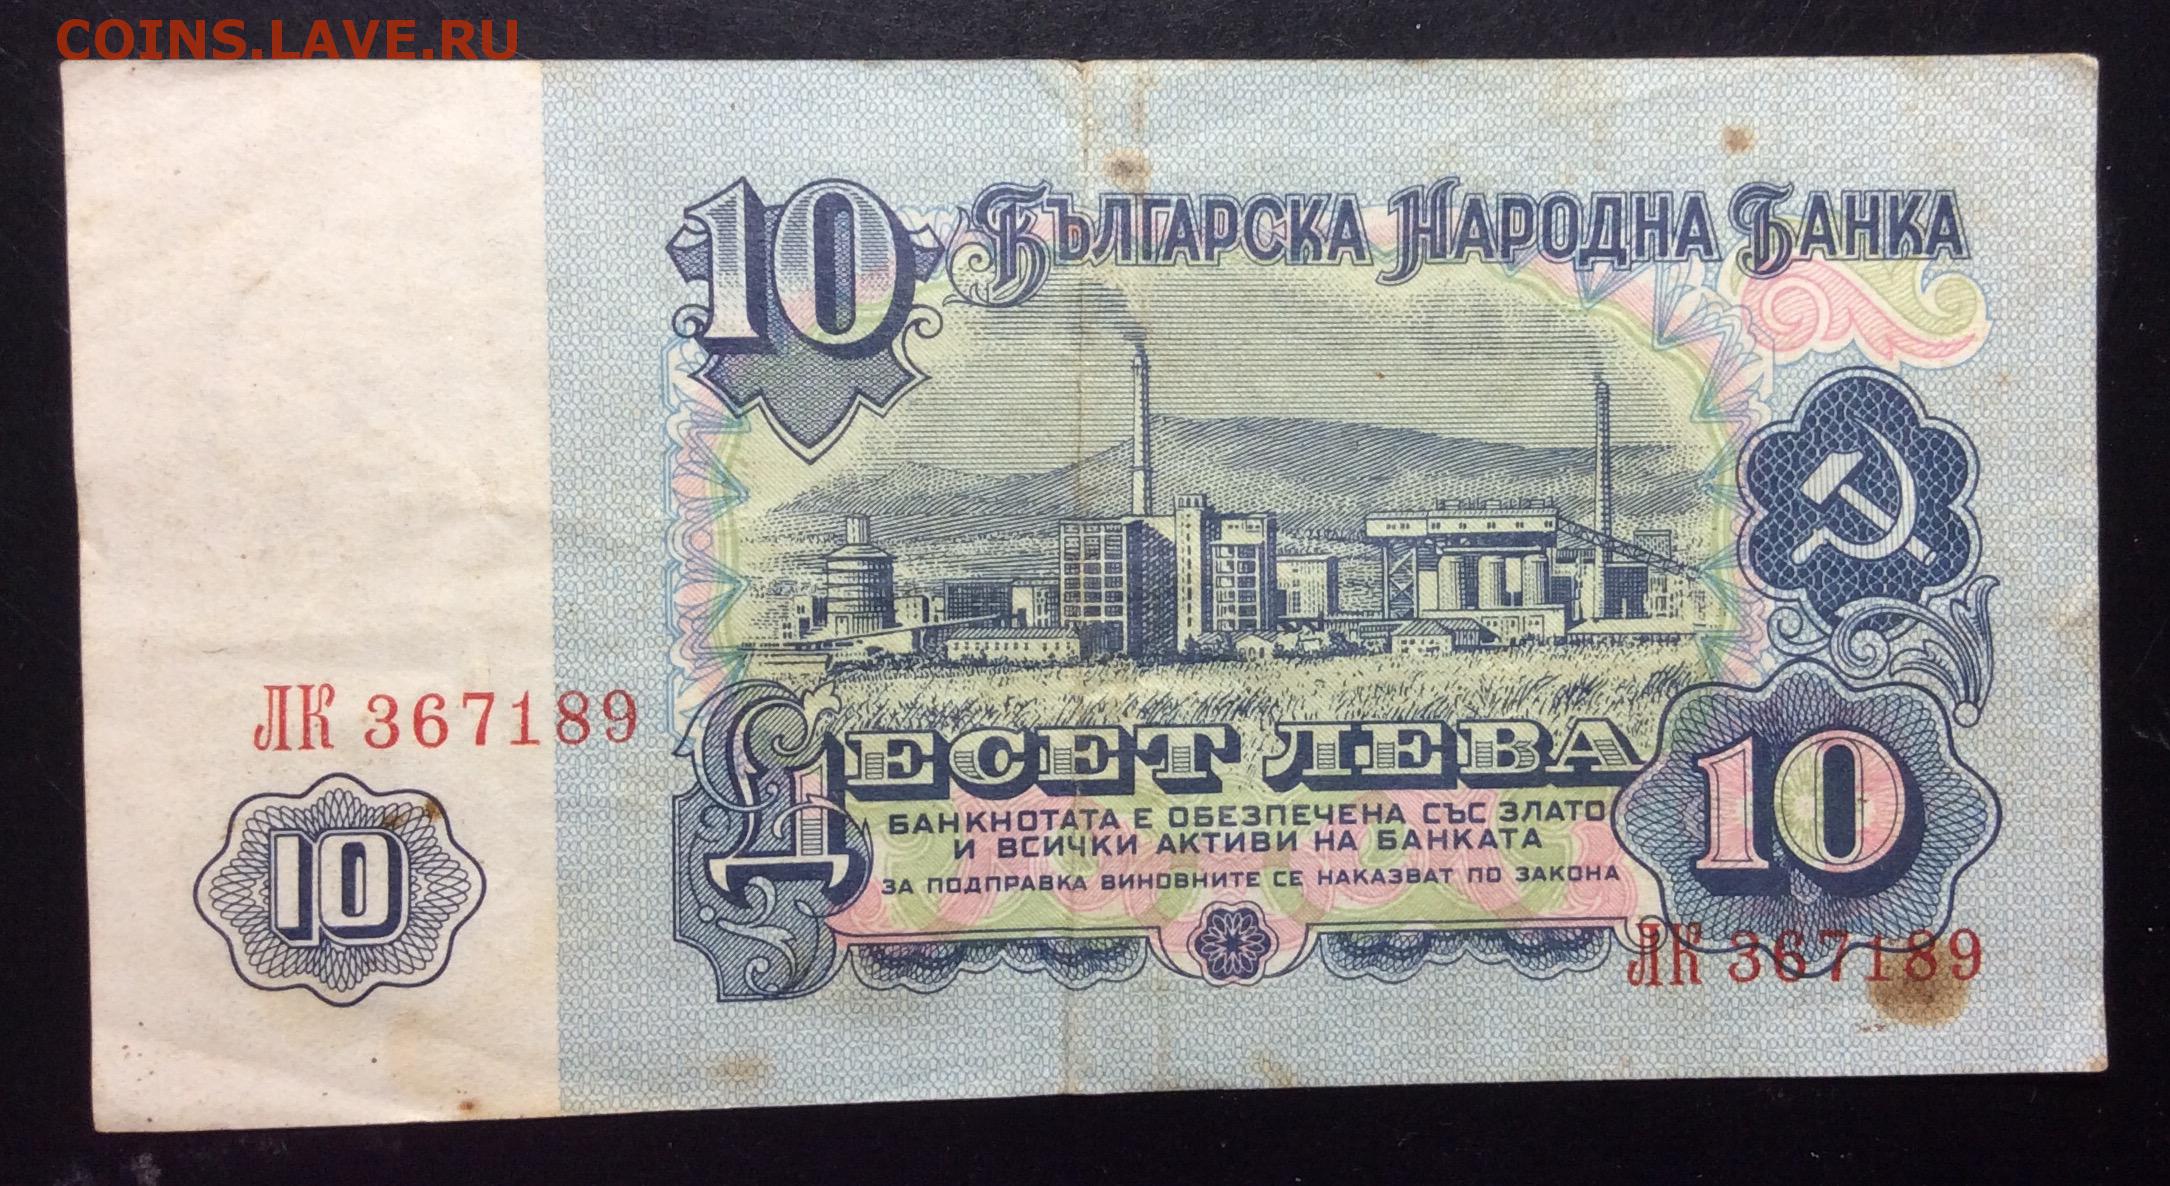 COINS.LAVE.RU
10 БЪЛГАРСКА НАРОДНА БАНКА
ЛК 367189
ДЕСЕТ ЛЕВА
10
10
БАНКНОТАТА Е ОБЕЗПЕЧЕНА СЪС ЗЛАТО
И ВСИЧКИ АКТИВИ НА БАНКАТА
ЗА ПОДПРАВКА ВИНОВНИТЕ СЕ НАКАЗВАТ ПО ЗАКОНА
ЛК 367189